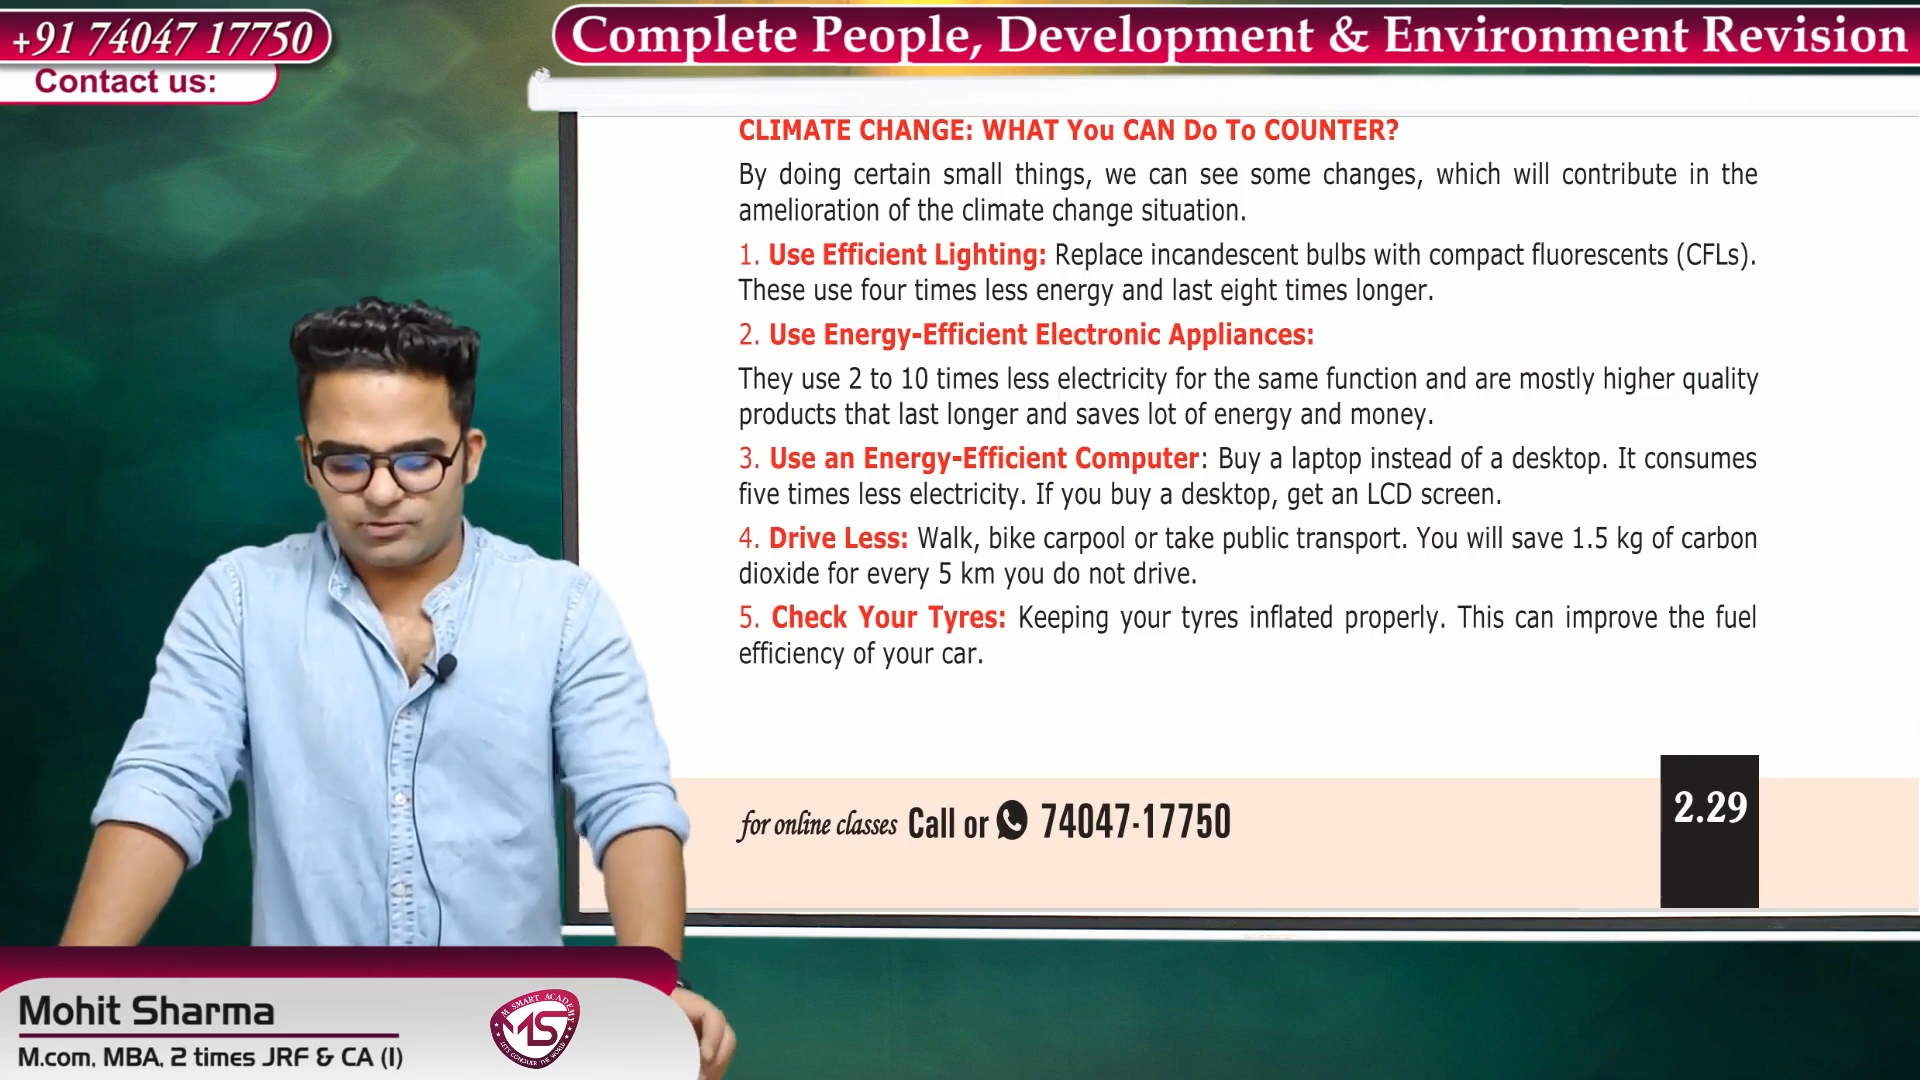 +91 74047 17750
Contact us:
Complete People, Development & Environment Revision
CLIMATE CHANGE: WHAT You CAN Do To COUNTER?
By doing certain small things, we can see some changes, which will contribute in the
amelioration of the climate change situation.
1. Use Efficient Lighting: Replace incandescent bulbs with compact fluorescents (CFLs).
These use four times less energy and last eight times longer.
2. Use Energy-Efficient Electronic Appliances:
They use 2 to 10 times less electricity for the same function and are mostly higher quality
products that last longer and saves lot of energy and money.
3. Use an Energy-Efficient Computer: Buy a laptop instead of a desktop. It consumes
five times less electricity. If you buy a desktop, get an LCD screen.
4. Drive Less: Walk, bike carpool or take public transport. You will save 1.5 kg of carbon
dioxide for every 5 km you do not drive.
5. Check Your Tyres: Keeping your tyres inflated properly. This can improve the fuel
efficiency of your car.
for online classes Call or 74047-17750
2.29
Mohit Sharma
M.com, MBA, 2 times JRF & CA (I)
M SMART ACADEMY
MS
LETS CONQUER THE WORLD